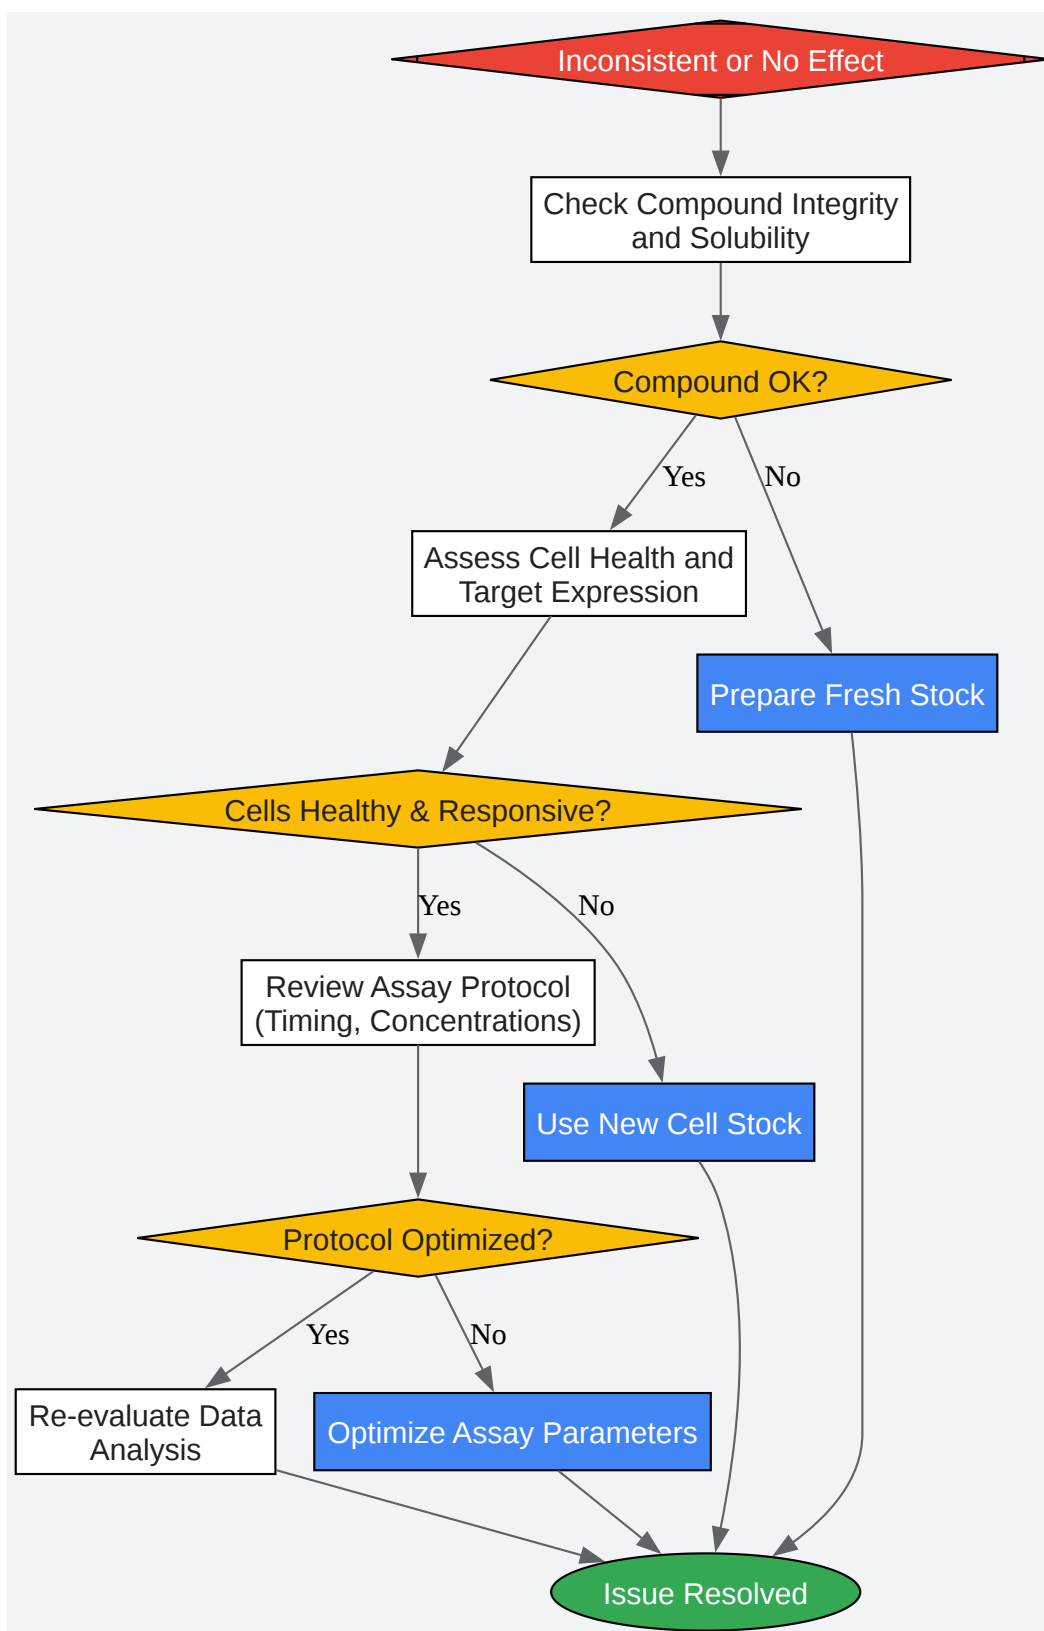 Inconsistent or No Effect
Check Compound Integrity
and Solubility
Compound OK?
Yes
No
Assess Cell Health and
Target Expression
Prepare Fresh Stock
Cells Healthy & Responsive?
Yes
No
Review Assay Protocol
(Timing, Concentrations)
Use New Cell Stock
Protocol Optimized?
Yes
No
Re-evaluate Data
Analysis
Optimize Assay Parameters
Issue Resolved